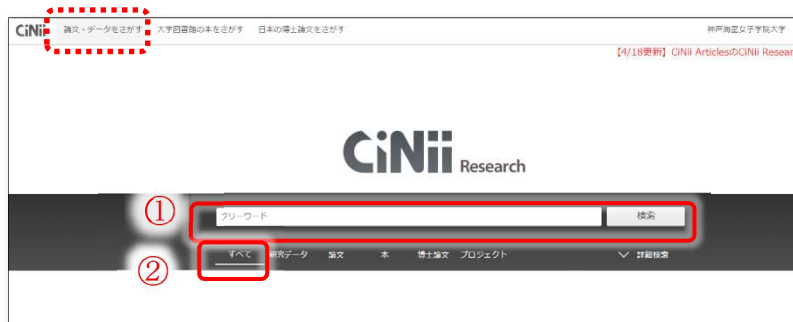 CiNii 論文・データをさがす 大学図書館の本をさがす 日本の博士論文をさがす 神戸海星女子学院大学
【4/18更新】CiNii ArticlesのCiNii Resear
CiNii Research
① フリーワード 検索
② すべて 研究データ 論文 本 博士論文 プロジェクト 詳細検索